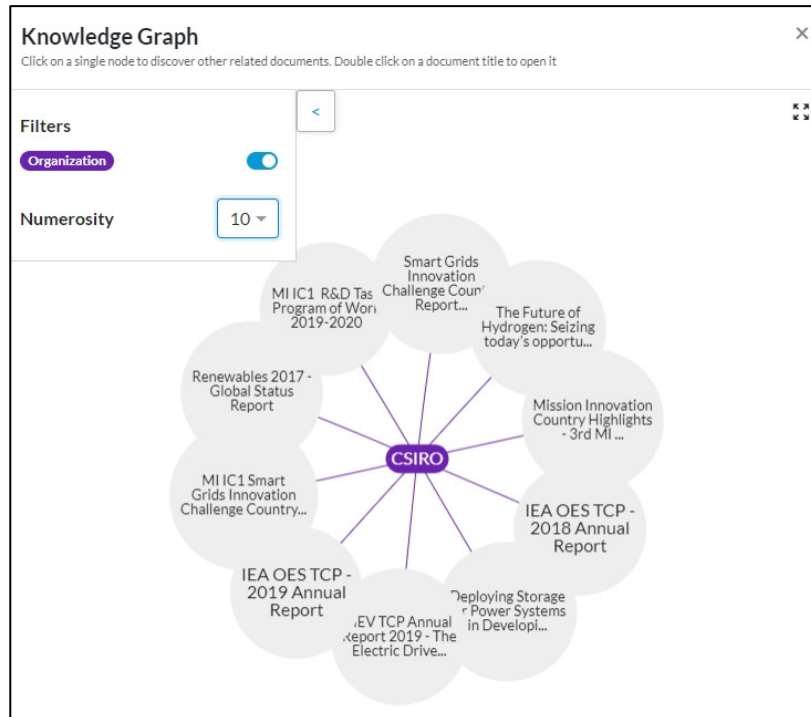 Knowledge Graph
Click on a single node to discover other related documents. Double click on a document title to open it
<
Filters
Organization
Numerosity
10
Smart Grids
Innovation
Challenge Coun
Report...
MI IC1 R&D Tas
Program of Wor
2019-2020
The Future of
Hydrogen: Seizing
today's opportu...
Renewables 2017 -
Global Status
Report
Mission Innovation
Country Highlights
- 3rd MI ...
CSIRO
MI IC1 Smart
Grids Innovation
Challenge Country...
IEA OES TCP -
2018 Annual
Report
IEA OES TCP -
2019 Annual
Report
Deploying Storage
r Power Systems
in Developi...
EV TCP Annual
Report 2019 - The
Electric Drive...